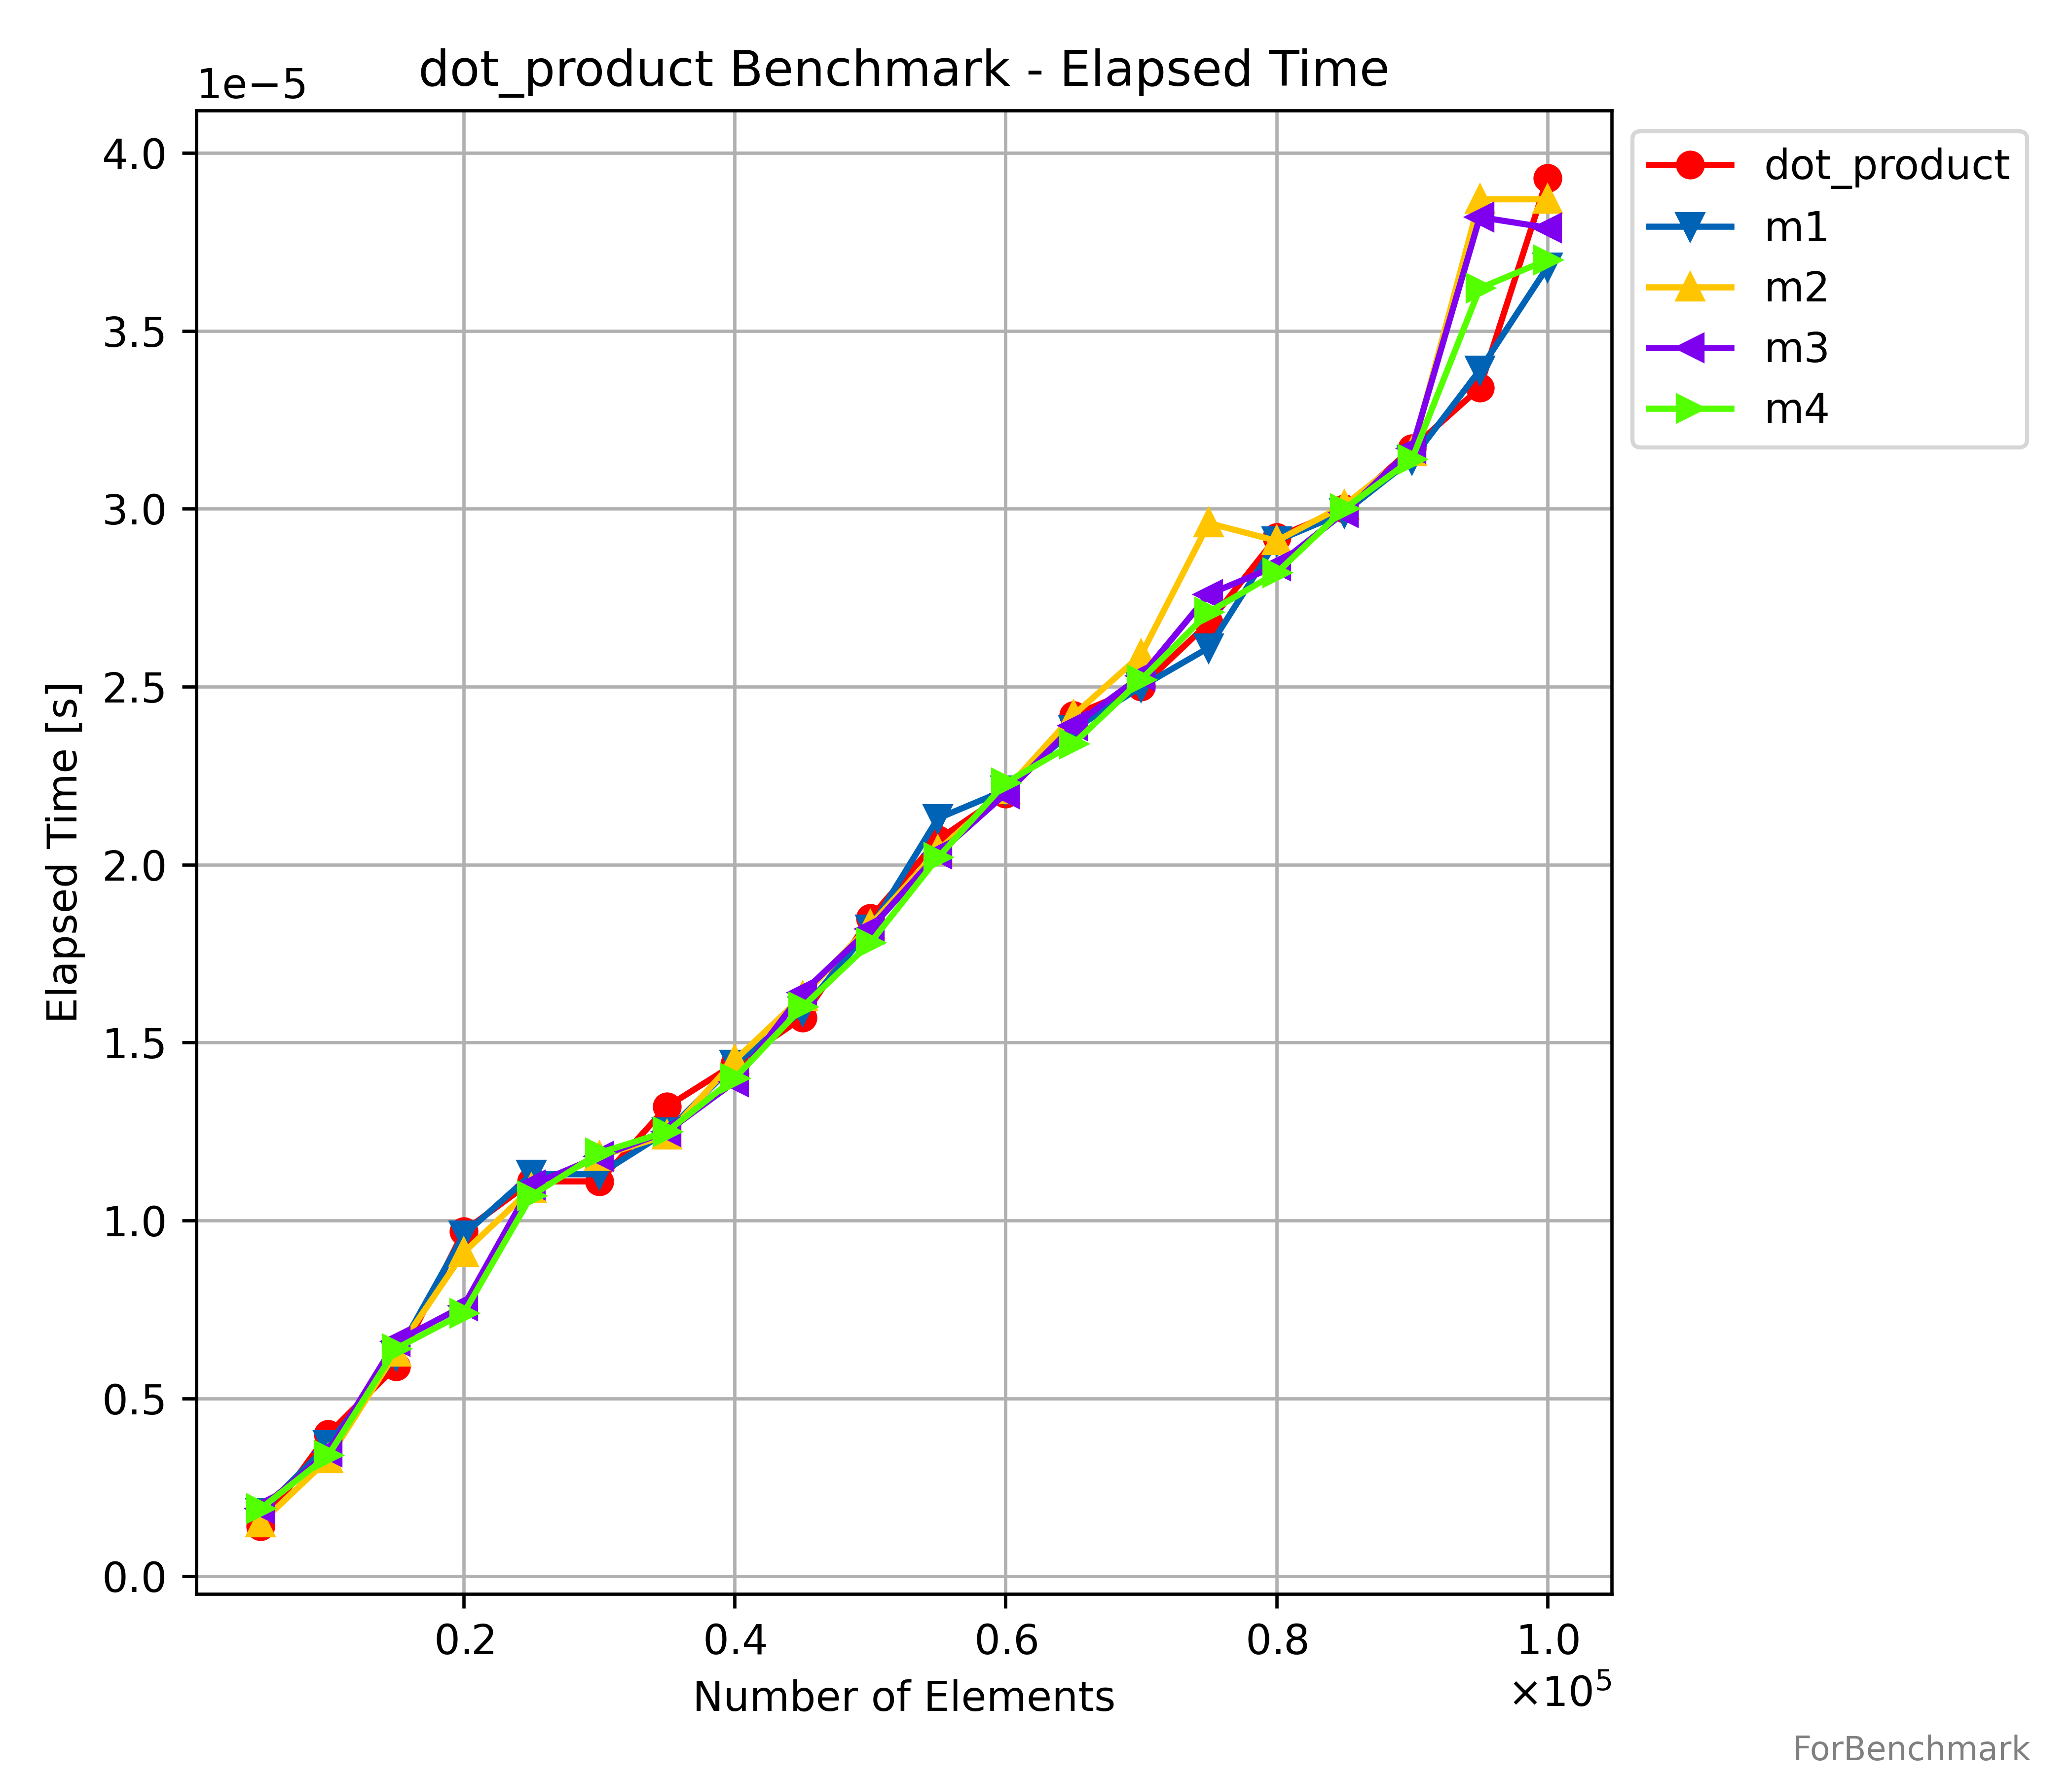 dot_product Benchmark - Elapsed Time
1e−5
4.0
3.5
3.0
2.5
2.0
1.5
1.0
0.5
0.0
Elapsed Time [s]
0.2 0.4 0.6 0.8 1.0
×10⁵
Number of Elements
dot_product
m1
m2
m3
m4
ForBenchmark